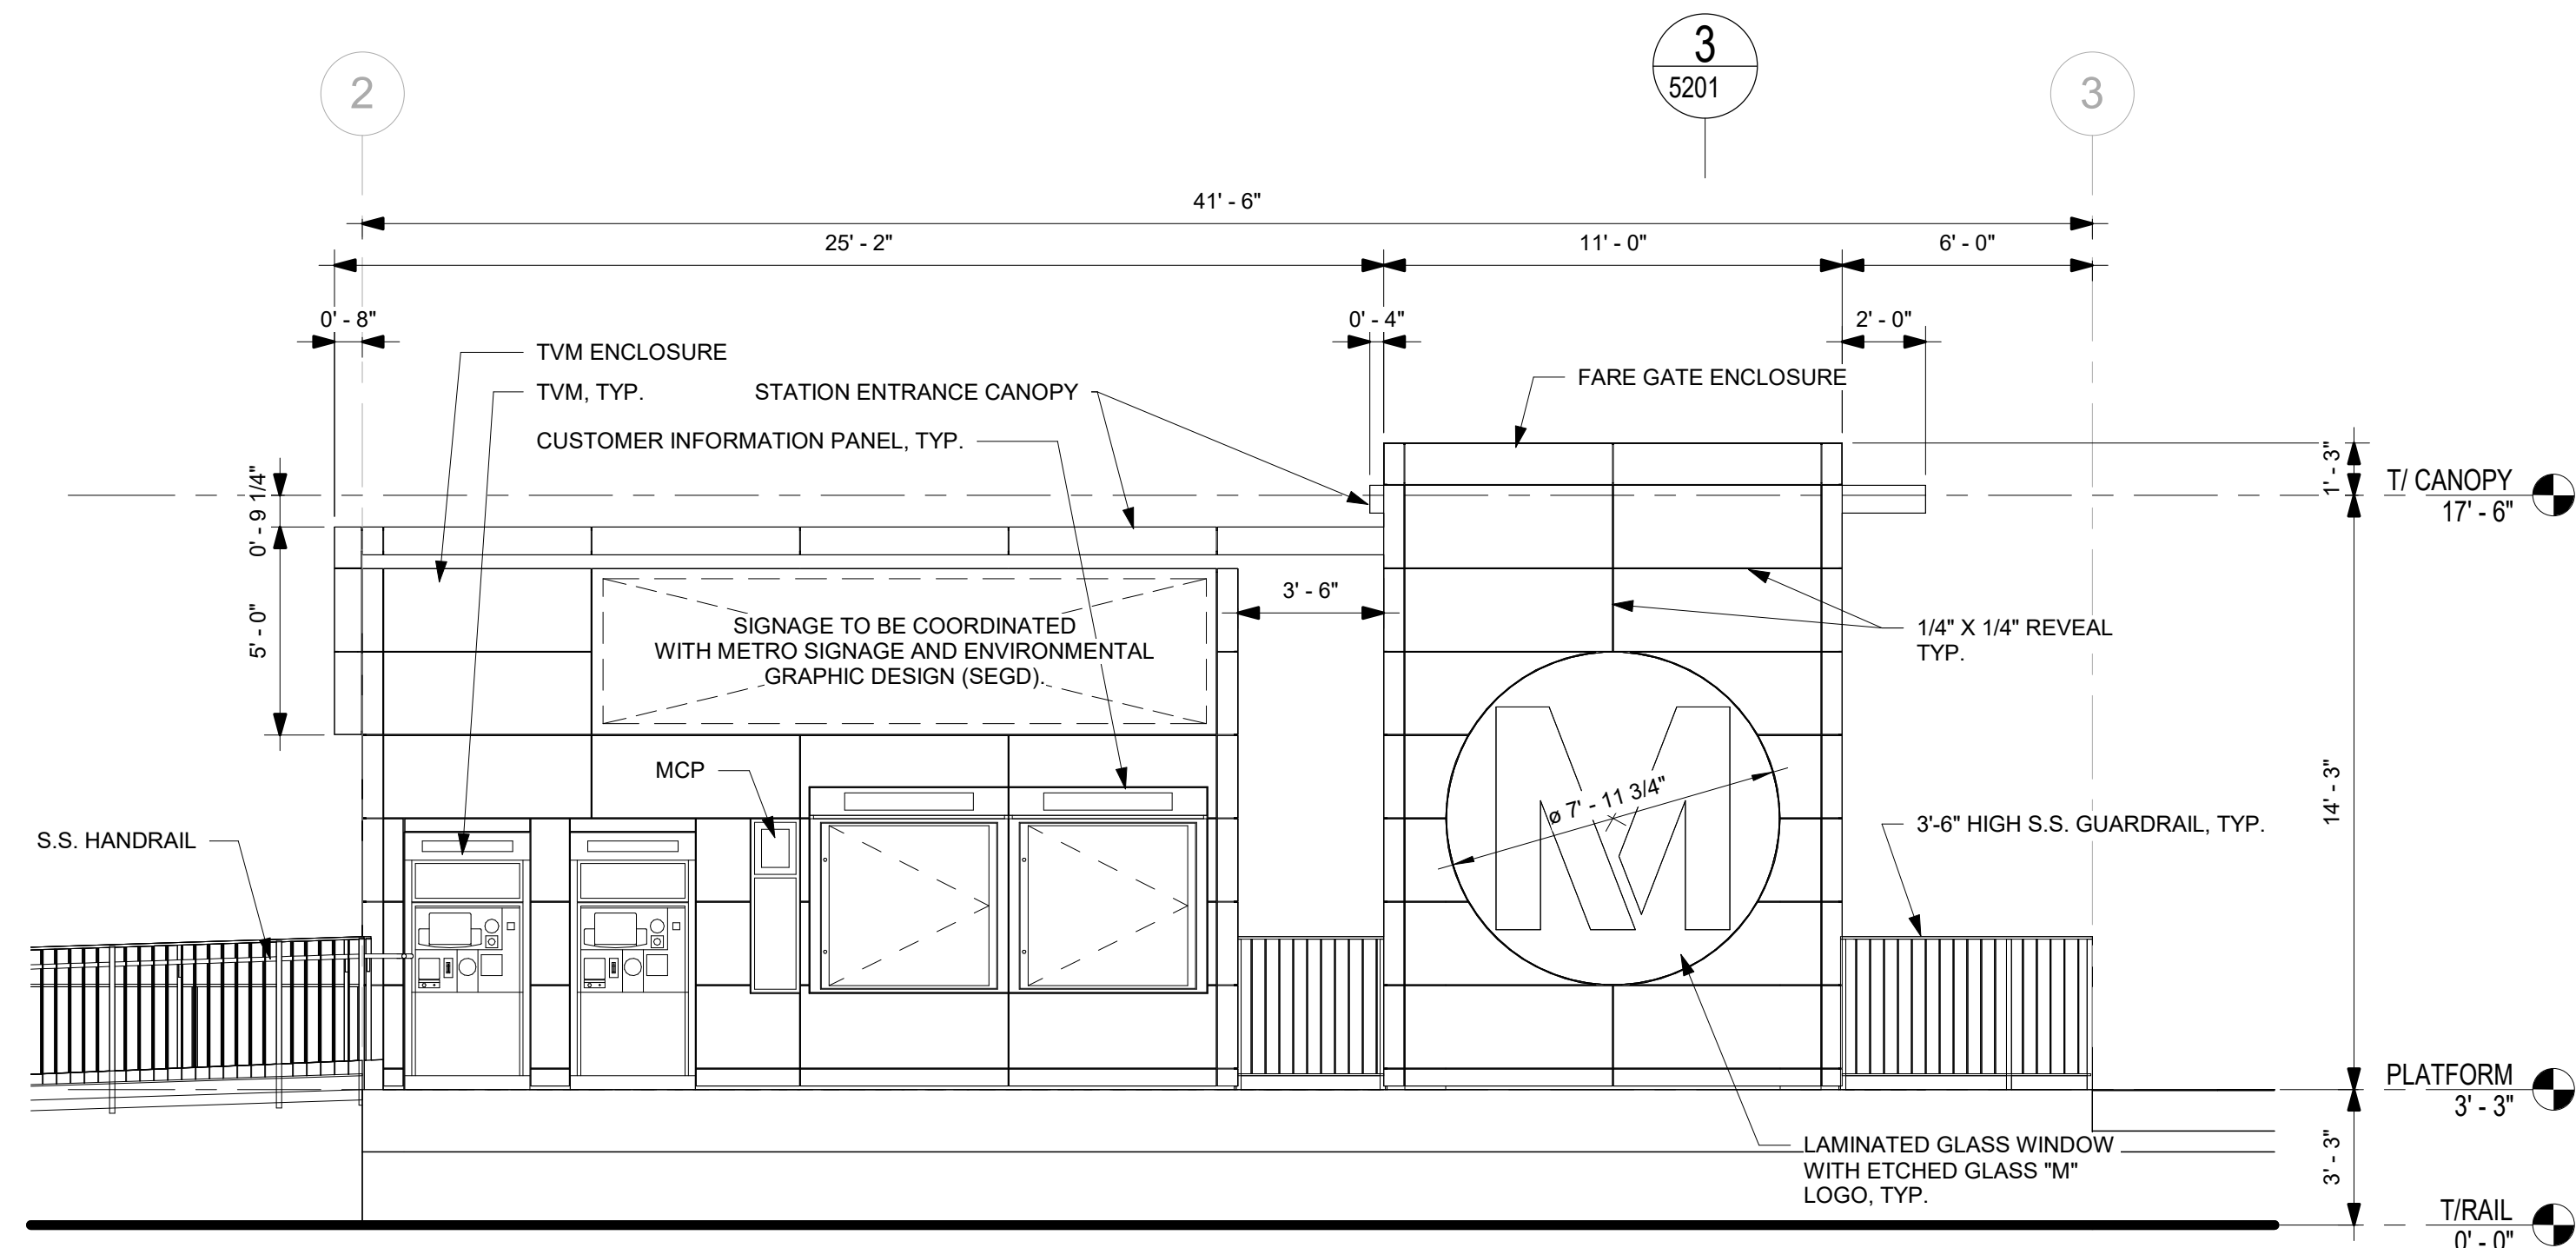 3
5201
2
3
41' - 6"
25' - 2"
11' - 0"
6' - 0"
0' - 8"
0' - 4"
2' - 0"
TVM ENCLOSURE
TVM, TYP.
STATION ENTRANCE CANOPY
FARE GATE ENCLOSURE
CUSTOMER INFORMATION PANEL, TYP.
0' - 9 1/4"
1' - 3"
T/ CANOPY
17' - 6"
5' - 0"
3' - 6"
SIGNAGE TO BE COORDINATED
WITH METRO SIGNAGE AND ENVIRONMENTAL
GRAPHIC DESIGN (SEGD).
1/4" X 1/4" REVEAL
TYP.
MCP
M
ø 7' - 11 3/4"
14' - 3"
S.S. HANDRAIL
3'-6" HIGH S.S. GUARDRAIL, TYP.
PLATFORM
3' - 3"
3' - 3"
LAMINATED GLASS WINDOW
WITH ETCHED GLASS "M"
LOGO, TYP.
T/RAIL
0' - 0"